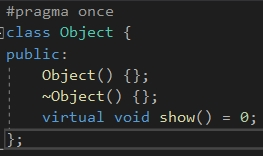 #pragma once
class Object {
public:
    Object() {};
    ~Object() {};
    virtual void show() = 0;
};